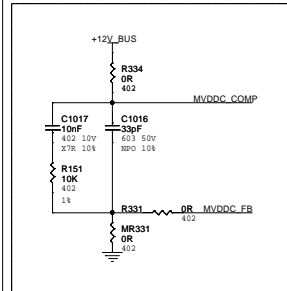 +12V_BUS
R334
0R
402
MVDDC_COMP
C1017
10nF
402 10V
X7R 10%
C1016
33pF
603 50V
NPO 10%
R151
10K
402
1%
R331 0R MVDDC_FB
402
MR331
0R
402